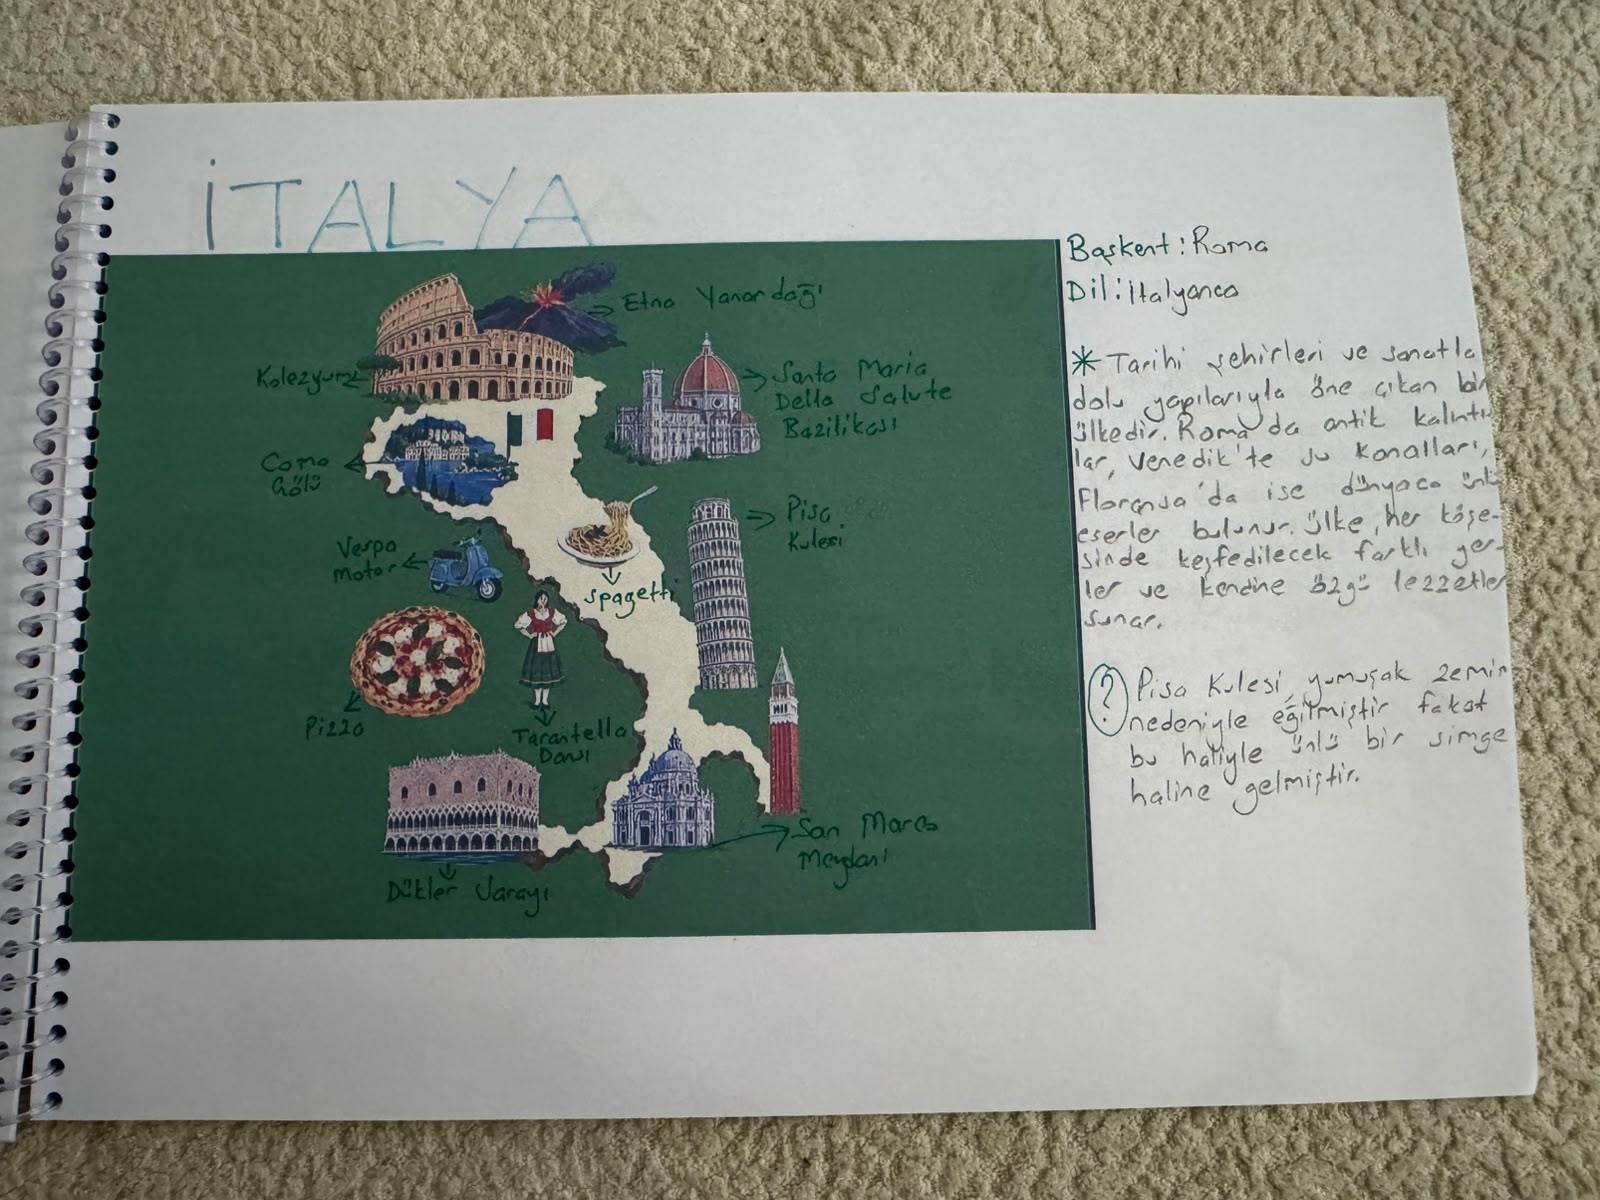 İTALYA
Başkent: Roma
Dil: İtalyanca
Etna Yanardağı
Kolezyum
Santa Maria
Della Salute
Bazilikası
Como
Gölü
Pisa
Kulesi
Vespa
Motor
Spagetti
Pizza
Tarantella
Dansı
San Marco
Meydanı
Dükler Sarayı
* Tarihi şehirleri ve sanatla
dolu yapılarıyla öne çıkan bir
ülkedir. Roma'da antik kalıntı-
lar, Venedik'te su kanalları,
Floransa'da ise dünyaca ünlü
eserler bulunur. Ülke, her köşe-
sinde keşfedilecek farklı yer-
ler ve kendine özgü lezzetler
sunar.
? Pisa Kulesi, yumuşak zemin
nedeniyle eğilmiştir fakat
bu haliyle ünlü bir simge
haline gelmiştir.